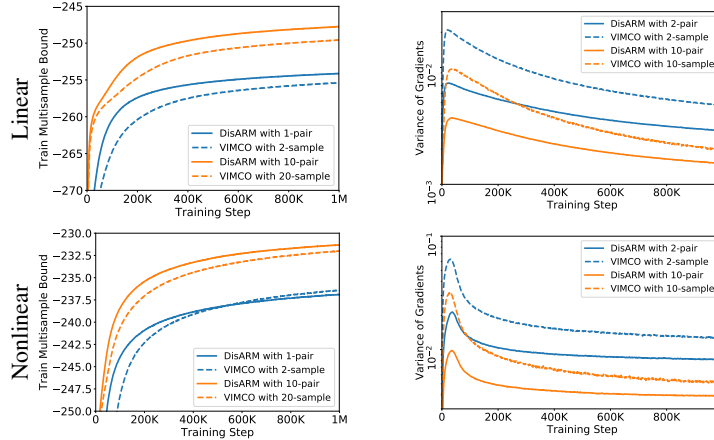 Linear
Train Multisample Bound
−245
−250
−255
−260
−265
−270
DisARM with 1-pair
VIMCO with 2-sample
DisARM with 10-pair
VIMCO with 20-sample
200K 400K 600K 800K 1M
Training Step
Variance of Gradients
10⁻²
10⁻³
DisARM with 2-pair
VIMCO with 2-sample
DisARM with 10-pair
VIMCO with 10-sample
0 200K 400K 600K 800K
Training Step
Nonlinear
Train Multisample Bound
−230.0
−232.5
−235.0
−237.5
−240.0
−242.5
−245.0
−247.5
−250.0
DisARM with 1-pair
VIMCO with 2-sample
DisARM with 10-pair
VIMCO with 20-sample
0 200K 400K 600K 800K 1M
Training Step
Variance of Gradients
10⁻¹
10⁻²
DisARM with 2-pair
VIMCO with 2-sample
DisARM with 10-pair
VIMCO with 10-sample
0 200K 400K 600K 800K
Training Step